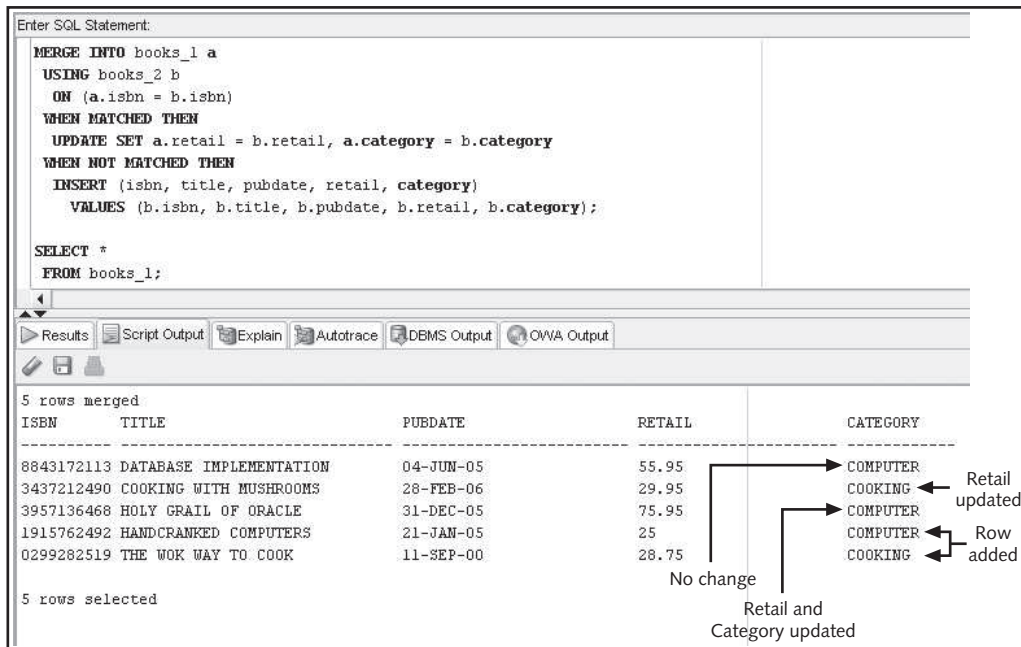 Enter SQL Statement:
MERGE INTO books_1 a
USING books_2 b
ON (a.isbn = b.isbn)
WHEN MATCHED THEN
UPDATE SET a.retail = b.retail, a.category = b.category
WHEN NOT MATCHED THEN
INSERT (isbn, title, pubdate, retail, category)
VALUES (b.isbn, b.title, b.pubdate, b.retail, b.category);
SELECT *
FROM books_1;
Results Script Output Explain Autotrace DBMS Output OWA Output
5 rows merged
ISBN TITLE PUBDATE RETAIL CATEGORY
8843172113 DATABASE IMPLEMENTATION 04-JUN-05 55.95 COMPUTER
3437212490 COOKING WITH MUSHROOMS 28-FEB-06 29.95 COOKING
3957136468 HOLY GRAIL OF ORACLE 31-DEC-05 75.95 COMPUTER
1915762492 HANDCRANKED COMPUTERS 21-JAN-05 25 COMPUTER
0299282519 THE WOK WAY TO COOK 11-SEP-00 28.75 COOKING
Retail
updated
Row
added
No change
Retail and
Category updated
5 rows selected